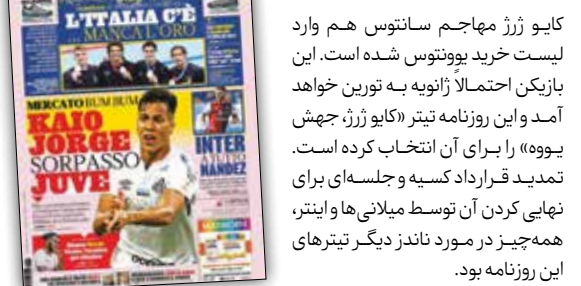 کایو ژرژ مهاجم سانتوس هم وارد
لیست خرید یوونتوس شده است. این
بازیکن احتمالاً ژانویه به تورین خواهد
آمد و این روزنامه تیتر «کایو ژرژ، جهش
یووه» را برای آن انتخاب کرده است.
تمدید قرارداد کسیه و جلسه‌ای برای
نهایی کردن آن توسط میلانی‌ها و اینتر،
همه‌چیز در مورد ناندز دیگر تیترهای
این روزنامه بود.
L'ITALIA C'È
MANCA L'ORO
MERCATO BUM BUM
KAIO
JORGE
SORPASSO
JUVE
INTER
A TUTTO
NANDEZ